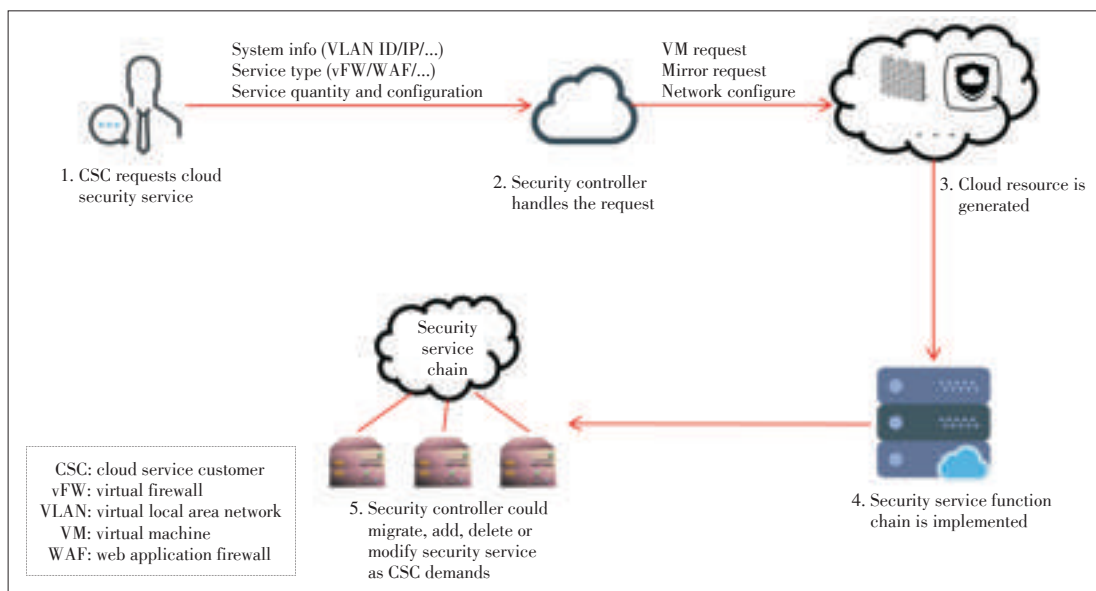 System info (VLAN ID/IP/...)
Service type (vFW/WAF/...)
Service quantity and configuration
VM request
Mirror request
Network configure
1. CSC requests cloud
security service
2. Security controller
handles the request
3. Cloud resource is
generated
Security
service
chain
4. Security service function
chain is implemented
5. Security controller could
migrate, add, delete or
modify security service
as CSC demands
CSC: cloud service customer
vFW: virtual firewall
VLAN: virtual local area network
VM: virtual machine
WAF: web application firewall